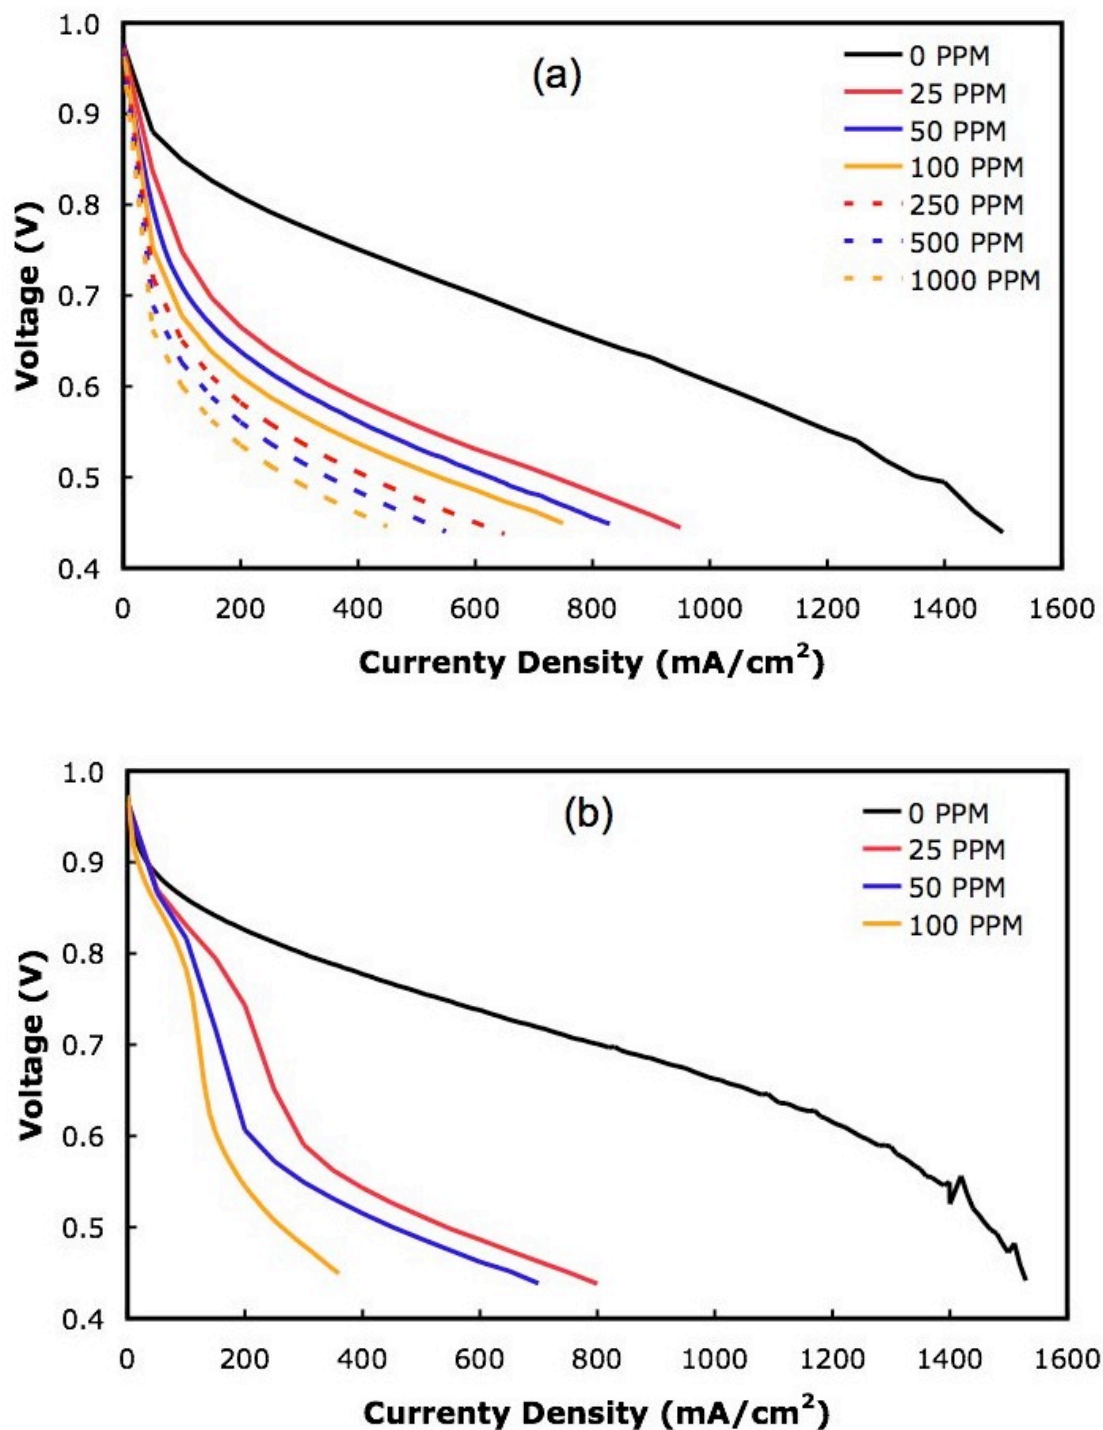 (a)
0 PPM
25 PPM
50 PPM
100 PPM
250 PPM
500 PPM
1000 PPM
Voltage (V)
1.0
0.9
0.8
0.7
0.6
0.5
0.4
0 200 400 600 800 1000 1200 1400 1600
Currenty Density (mA/cm²)
(b)
0 PPM
25 PPM
50 PPM
100 PPM
Voltage (V)
1.0
0.9
0.8
0.7
0.6
0.5
0.4
0 200 400 600 800 1000 1200 1400 1600
Currenty Density (mA/cm²)